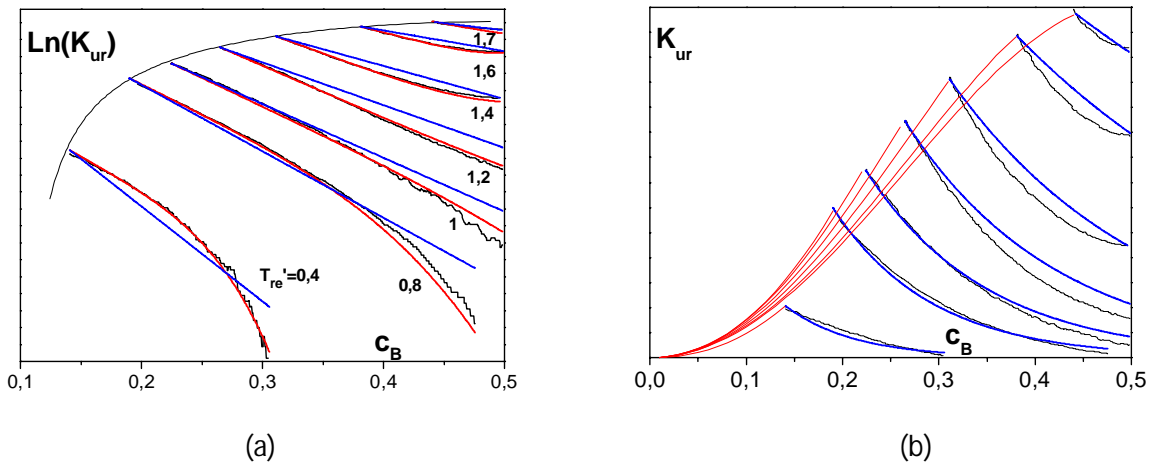 Ln(K_ur)
1,7
1,6
1,4
1,2
1
0,8
T_re'=0,4
c_B
0,1 0,2 0,3 0,4 0,5
(a)
K_ur
c_B
0,0 0,1 0,2 0,3 0,4 0,5
(b)